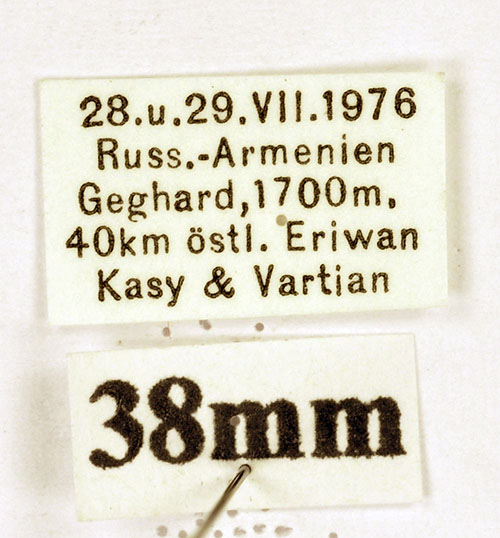 28.u.29.VII.1976
Russ.-Armenien
Geghard,1700m,
40km östl. Eriwan
Kasy & Vartian
38mm